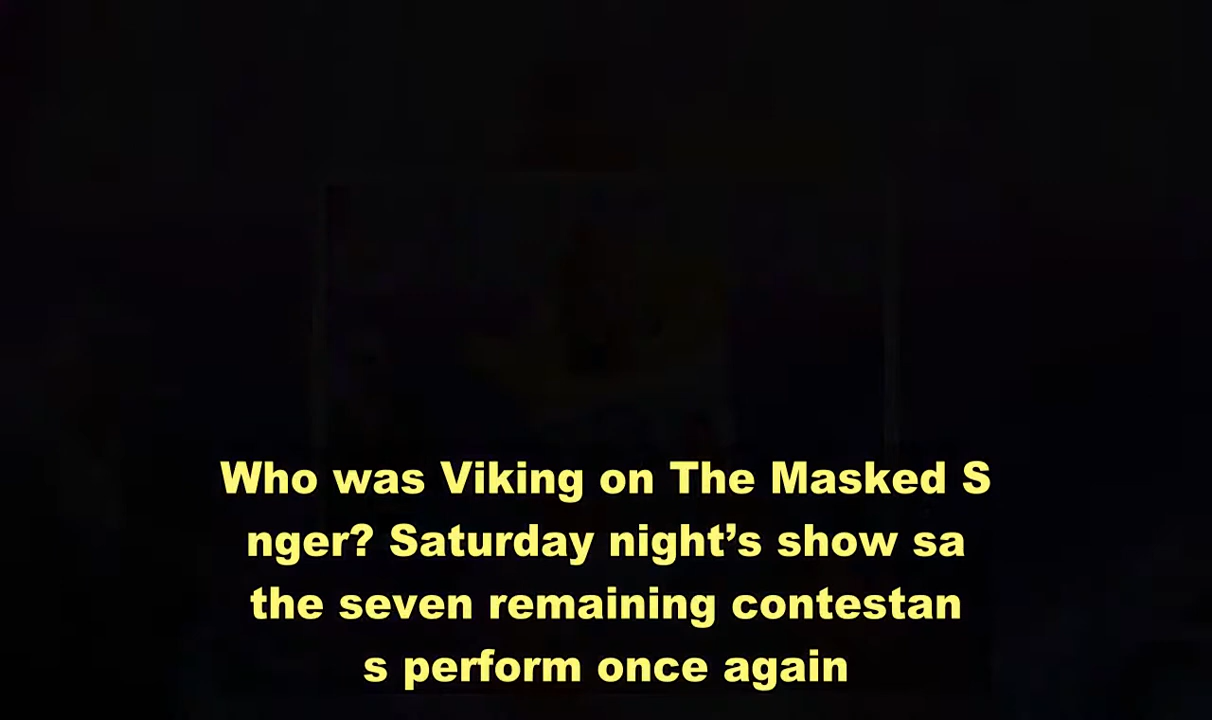 Who was Viking on The Masked S
nger? Saturday night’s show sa
the seven remaining contestan
s perform once again